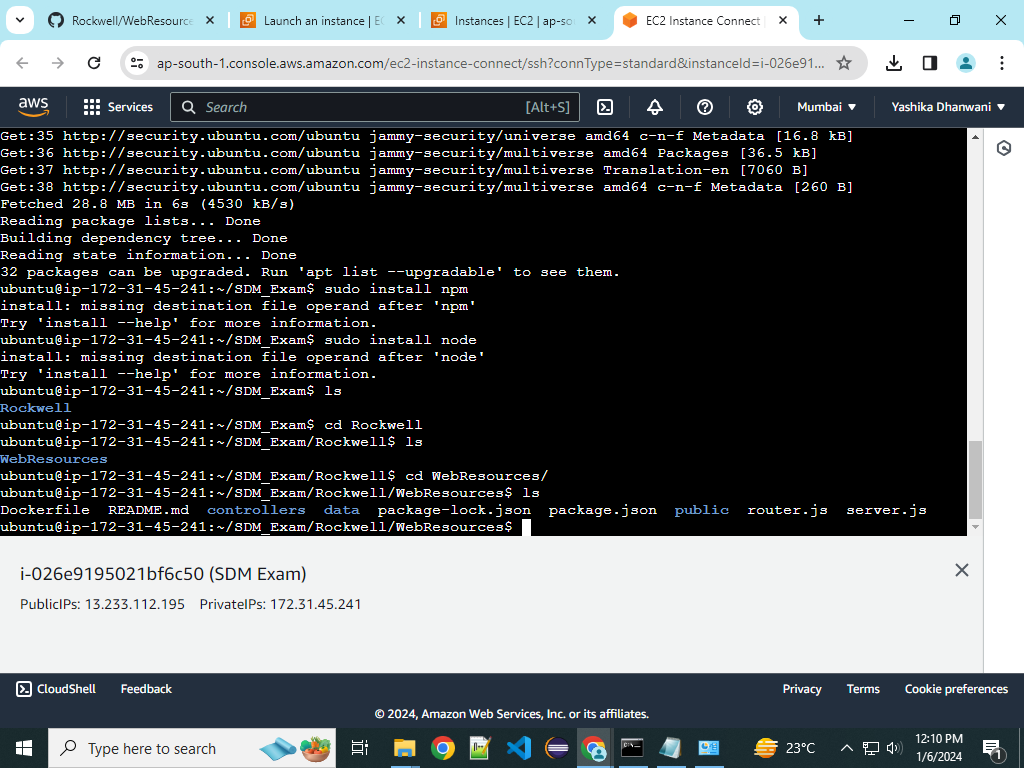 Rockwell/WebResource
Launch an instance | EC
Instances | EC2 | ap-so
EC2 Instance Connect |
ap-south-1.console.aws.amazon.com/ec2-instance-connect/ssh?connType=standard&instanceId=i-026e91...
aws
Services
Search
[Alt+S]
Mumbai
Yashika Dhanwani
Get:35 http://security.ubuntu.com/ubuntu jammy-security/universe amd64 c-n-f Metadata [16.8 kB]
Get:36 http://security.ubuntu.com/ubuntu jammy-security/multiverse amd64 Packages [36.5 kB]
Get:37 http://security.ubuntu.com/ubuntu jammy-security/multiverse Translation-en [7060 B]
Get:38 http://security.ubuntu.com/ubuntu jammy-security/multiverse amd64 c-n-f Metadata [260 B]
Fetched 28.8 MB in 6s (4530 kB/s)
Reading package lists... Done
Building dependency tree... Done
Reading state information... Done
32 packages can be upgraded. Run 'apt list --upgradable' to see them.
ubuntu@ip-172-31-45-241:~/SDM_Exam$ sudo install npm
install: missing destination file operand after 'npm'
Try 'install --help' for more information.
ubuntu@ip-172-31-45-241:~/SDM_Exam$ sudo install node
install: missing destination file operand after 'node'
Try 'install --help' for more information.
ubuntu@ip-172-31-45-241:~/SDM_Exam$ ls
Rockwell
ubuntu@ip-172-31-45-241:~/SDM_Exam$ cd Rockwell
ubuntu@ip-172-31-45-241:~/SDM_Exam/Rockwell$ ls
WebResources
ubuntu@ip-172-31-45-241:~/SDM_Exam/Rockwell$ cd WebResources/
ubuntu@ip-172-31-45-241:~/SDM_Exam/Rockwell/WebResources$ ls
Dockerfile README.md controllers data package-lock.json package.json public router.js server.js
ubuntu@ip-172-31-45-241:~/SDM_Exam/Rockwell/WebResources$
i-026e9195021bf6c50 (SDM Exam)
PublicIPs: 13.233.112.195 PrivateIPs: 172.31.45.241
CloudShell
Feedback
Privacy
Terms
Cookie preferences
© 2024, Amazon Web Services, Inc. or its affiliates.
Type here to search
23°C
12:10 PM
1/6/2024
1